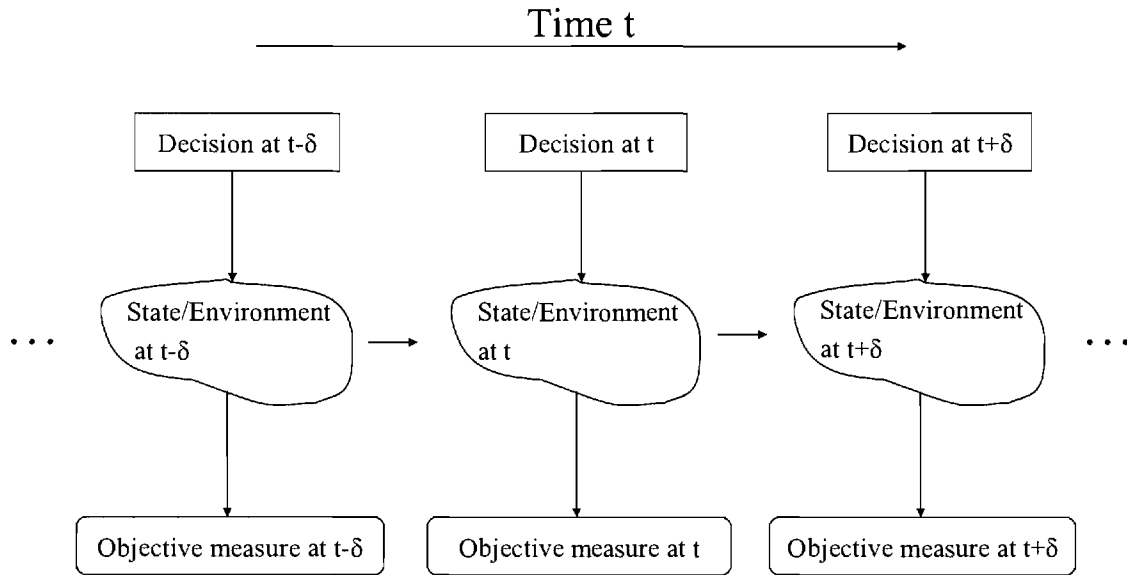 Time t
Decision at t-δ
Decision at t
Decision at t+δ
State/Environment
at t-δ
State/Environment
at t
State/Environment
at t+δ
...
...
Objective measure at t-δ
Objective measure at t
Objective measure at t+δ